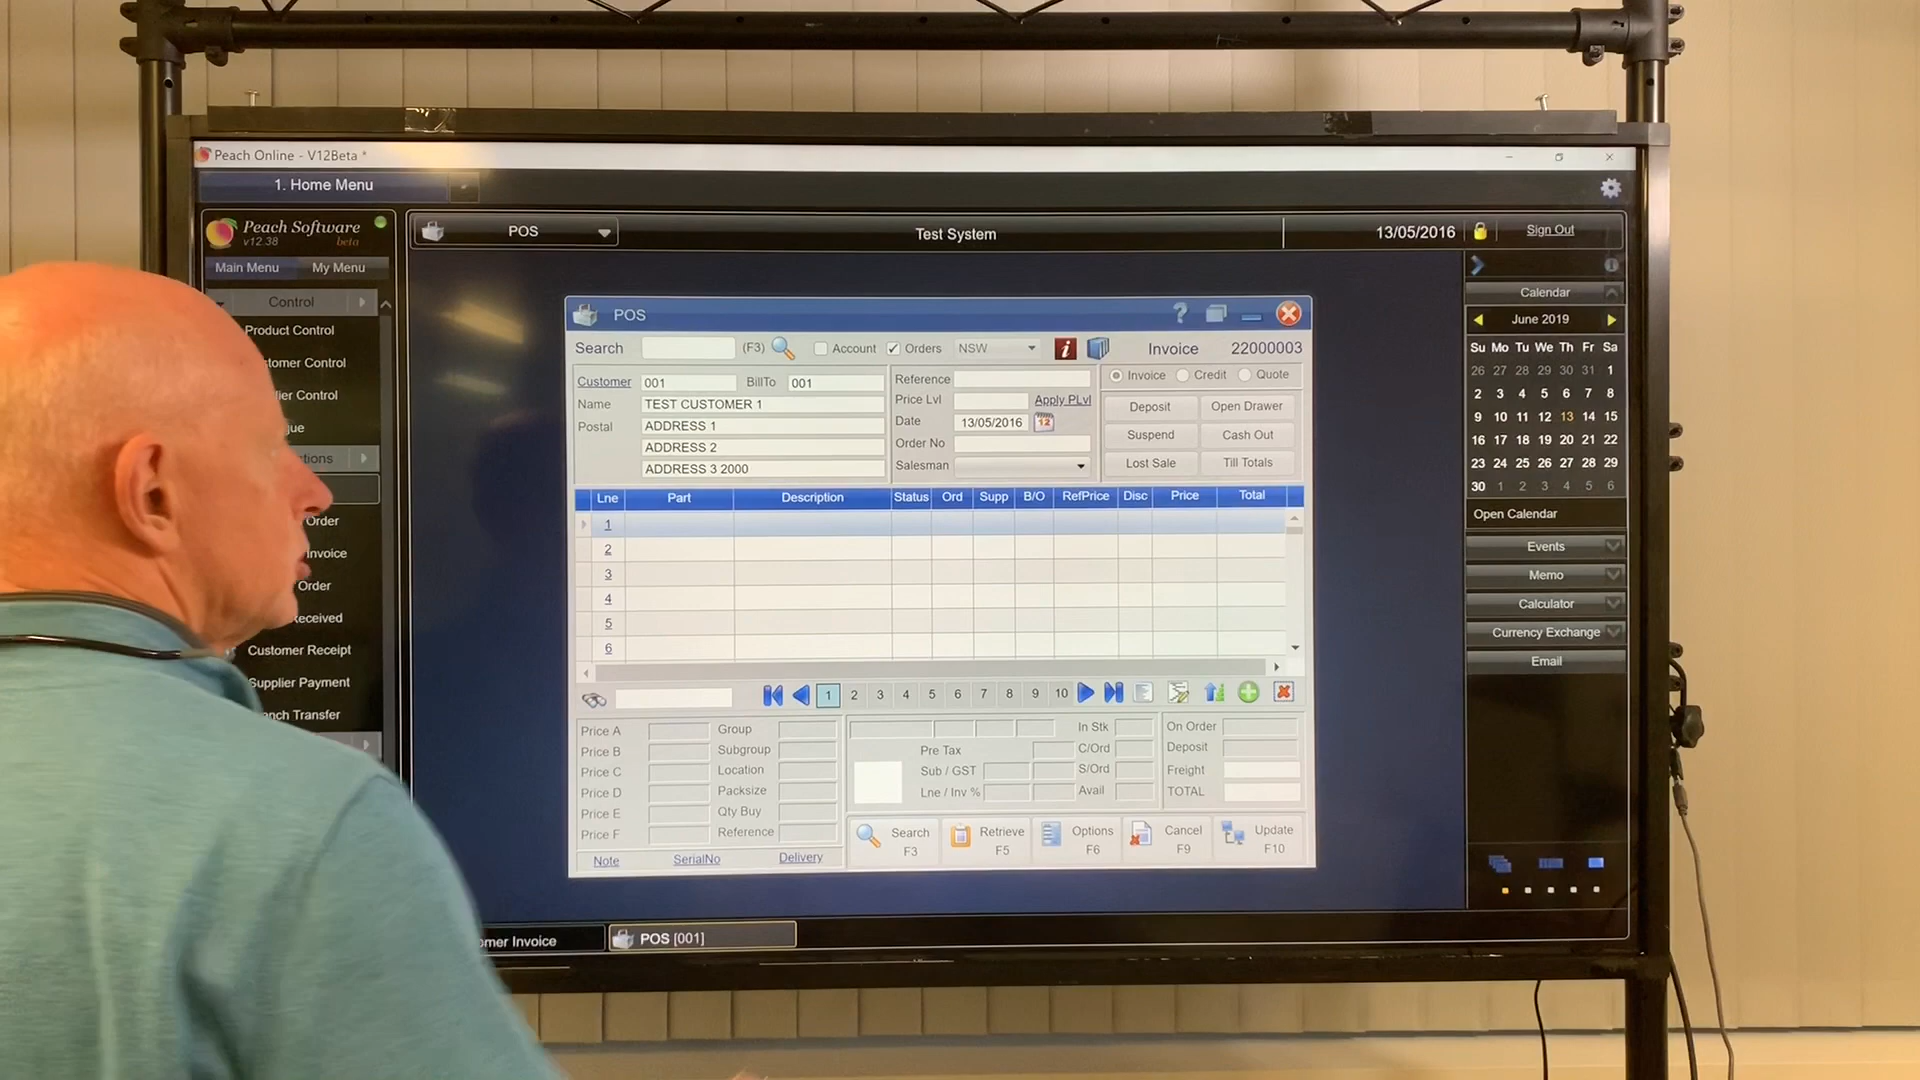 Peach Online - V12Beta *
1. Home Menu
Peach Software
v12.38 beta
Main Menu My Menu
Control
Product Control
tomer Control
lier Control
gue
tions
Order
Invoice
Order
Received
Customer Receipt
Supplier Payment
nch Transfer
POS
Test System
13/05/2016
Sign Out
POS
?
Search (F3) Account Orders NSW i Invoice 22000003
Customer 001 BillTo 001
Name TEST CUSTOMER 1
Postal ADDRESS 1
ADDRESS 2
ADDRESS 3 2000
Reference
Price Lvl Apply PLvl
Date 13/05/2016 12
Order No
Salesman
Invoice Credit Quote
Deposit Open Drawer
Suspend Cash Out
Lost Sale Till Totals
Lne Part Description Status Ord Supp B/O RefPrice Disc Price Total
1
2
3
4
5
6
1 2 3 4 5 6 7 8 9 10
Price A Group
Price B Subgroup
Price C Location
Price D Packsize
Price E Qty Buy
Price F Reference
Note SerialNo Delivery
In Stk
Pre Tax C/Ord
Sub / GST S/Ord
Lne / Inv % Avail
On Order
Deposit
Freight
TOTAL
Search F3
Retrieve F5
Options F6
Cancel F9
Update F10
Calendar
June 2019
Su Mo Tu We Th Fr Sa
26 27 28 29 30 31 1
2 3 4 5 6 7 8
9 10 11 12 13 14 15
16 17 18 19 20 21 22
23 24 25 26 27 28 29
30 1 2 3 4 5 6
Open Calendar
Events
Memo
Calculator
Currency Exchange
Email
omer Invoice
POS [001]